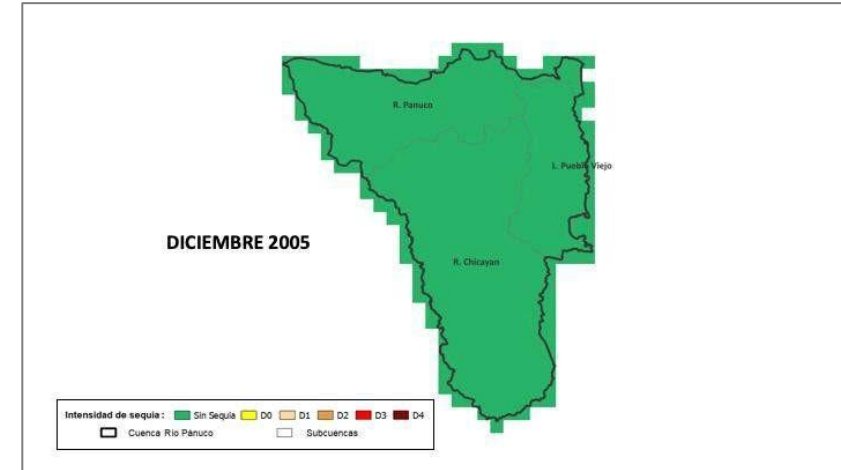 R. Panuco
L. Pueblo Viejo
DICIEMBRE 2005
R. Chicayan
Intensidad de sequia: Sin Sequia D0 D1 D2 D3 D4
Cuenca Rio Pánuco Subcuencas